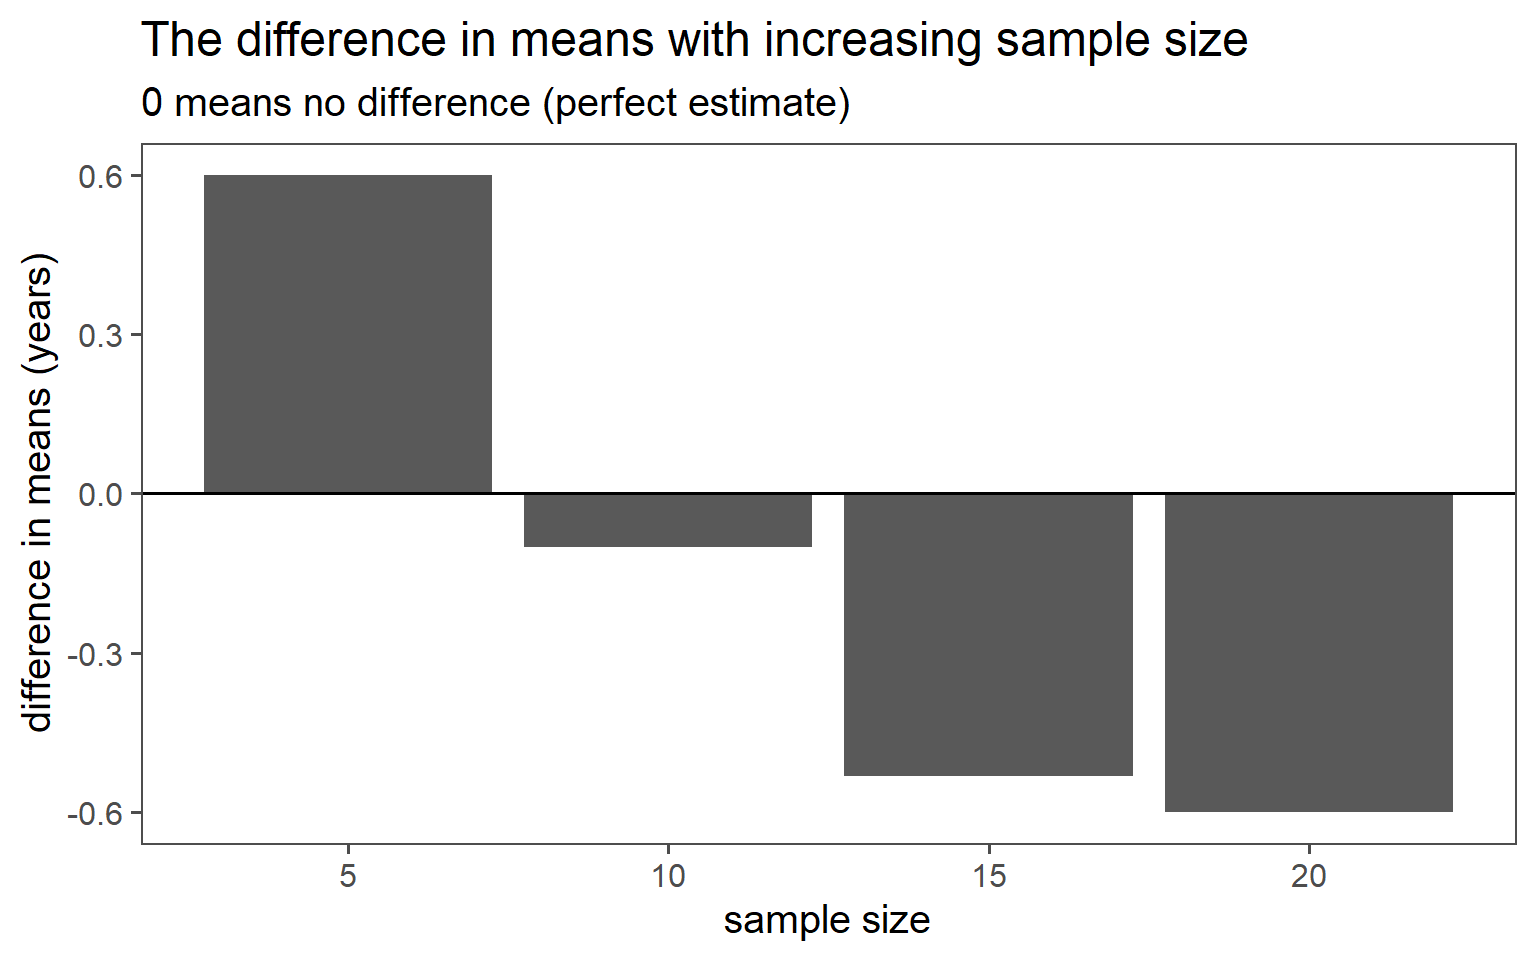 The difference in means with increasing sample size
0 means no difference (perfect estimate)
difference in means (years)
0.6
0.3
0.0
-0.3
-0.6
5 10 15 20
sample size